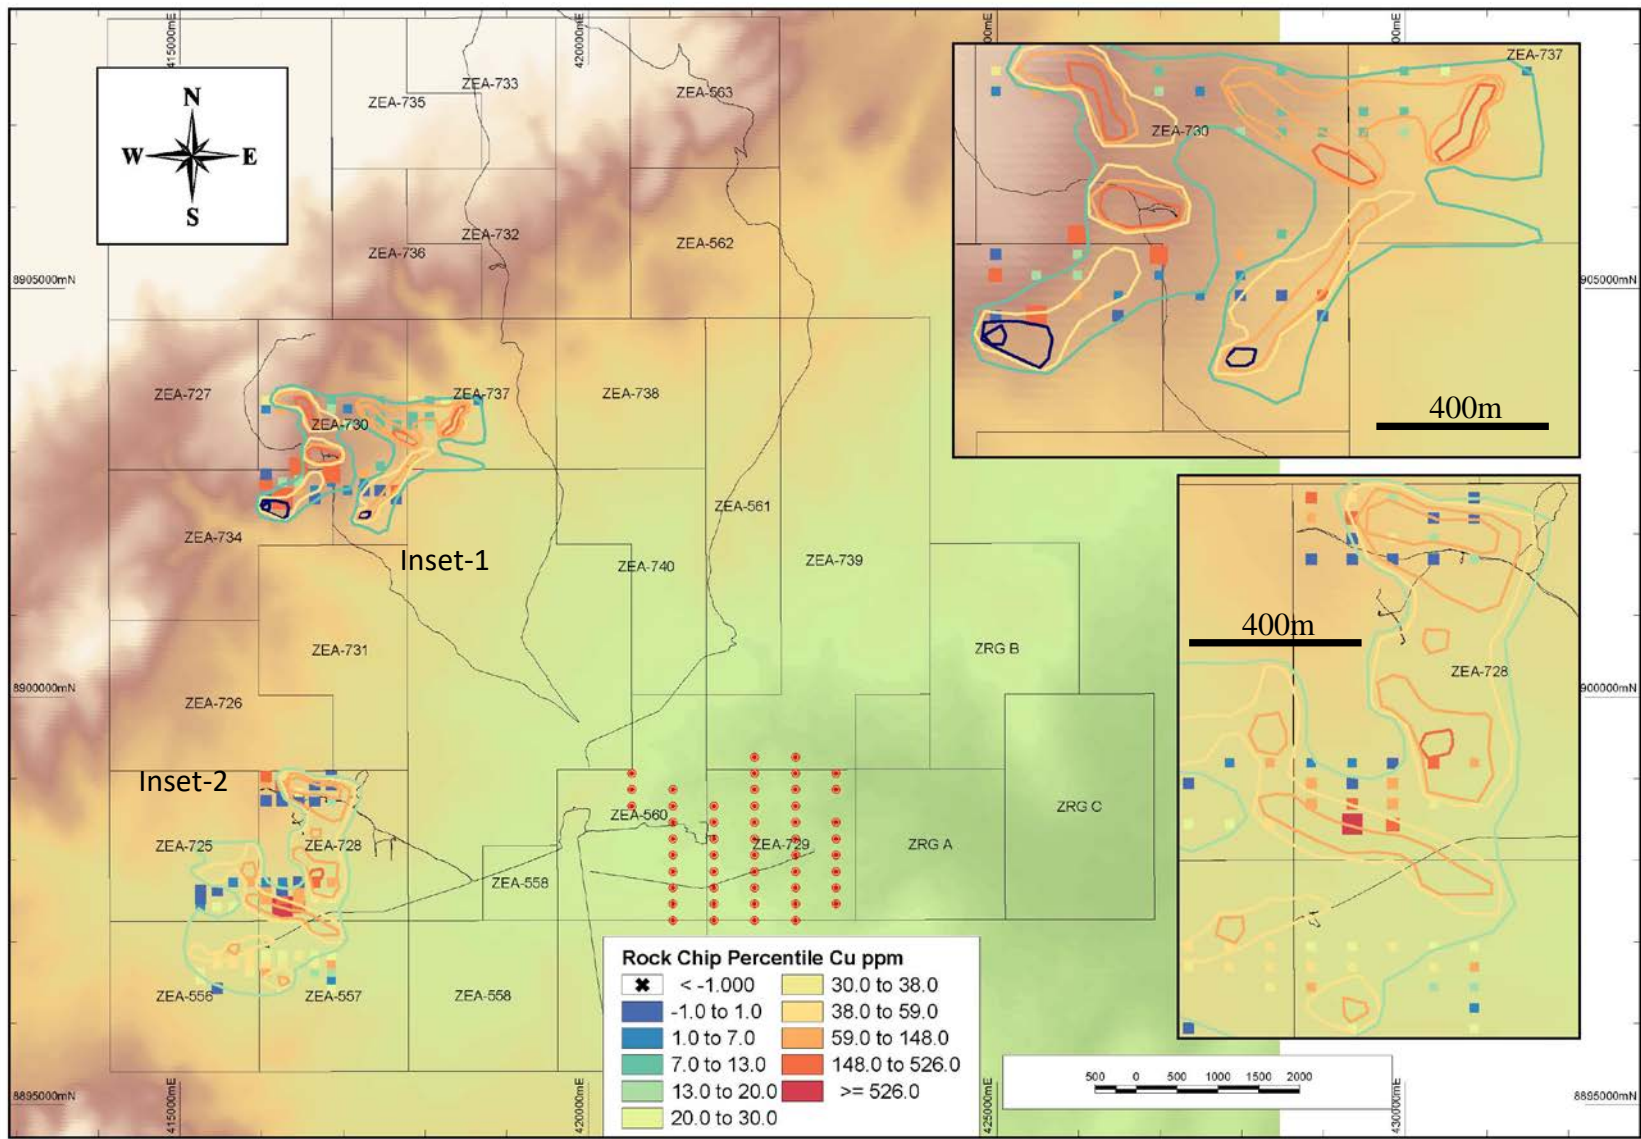 415000mE
420000mE
ZEA-737
ZEA-733
ZEA-735
ZEA-563
N
ZEA-730
W
E
S
ZEA-732
ZEA-736
ZEA-562
8905000mN
905000mN
ZEA-727
ZEA-737
ZEA-738
400m
ZEA-730
ZEA-561
ZEA-734
Inset-1
ZEA-740
ZEA-739
400m
ZEA-731
ZRG B
ZEA-728
8900000mN
900000mN
ZEA-726
Inset-2
ZEA-560
ZRG C
ZEA-725
ZEA-728
ZEA-729
ZRG A
ZEA-558
Rock Chip Percentile Cu ppm
< -1.000
30.0 to 38.0
ZEA-556
ZEA-557
ZEA-558
-1.0 to 1.0
38.0 to 59.0
1.0 to 7.0
59.0 to 148.0
7.0 to 13.0
148.0 to 526.0
13.0 to 20.0
>= 526.0
20.0 to 30.0
500 0 500 1000 1500 2000
8895000mN
8895000mN
415000mE
420000mE
425000mE
430000mE